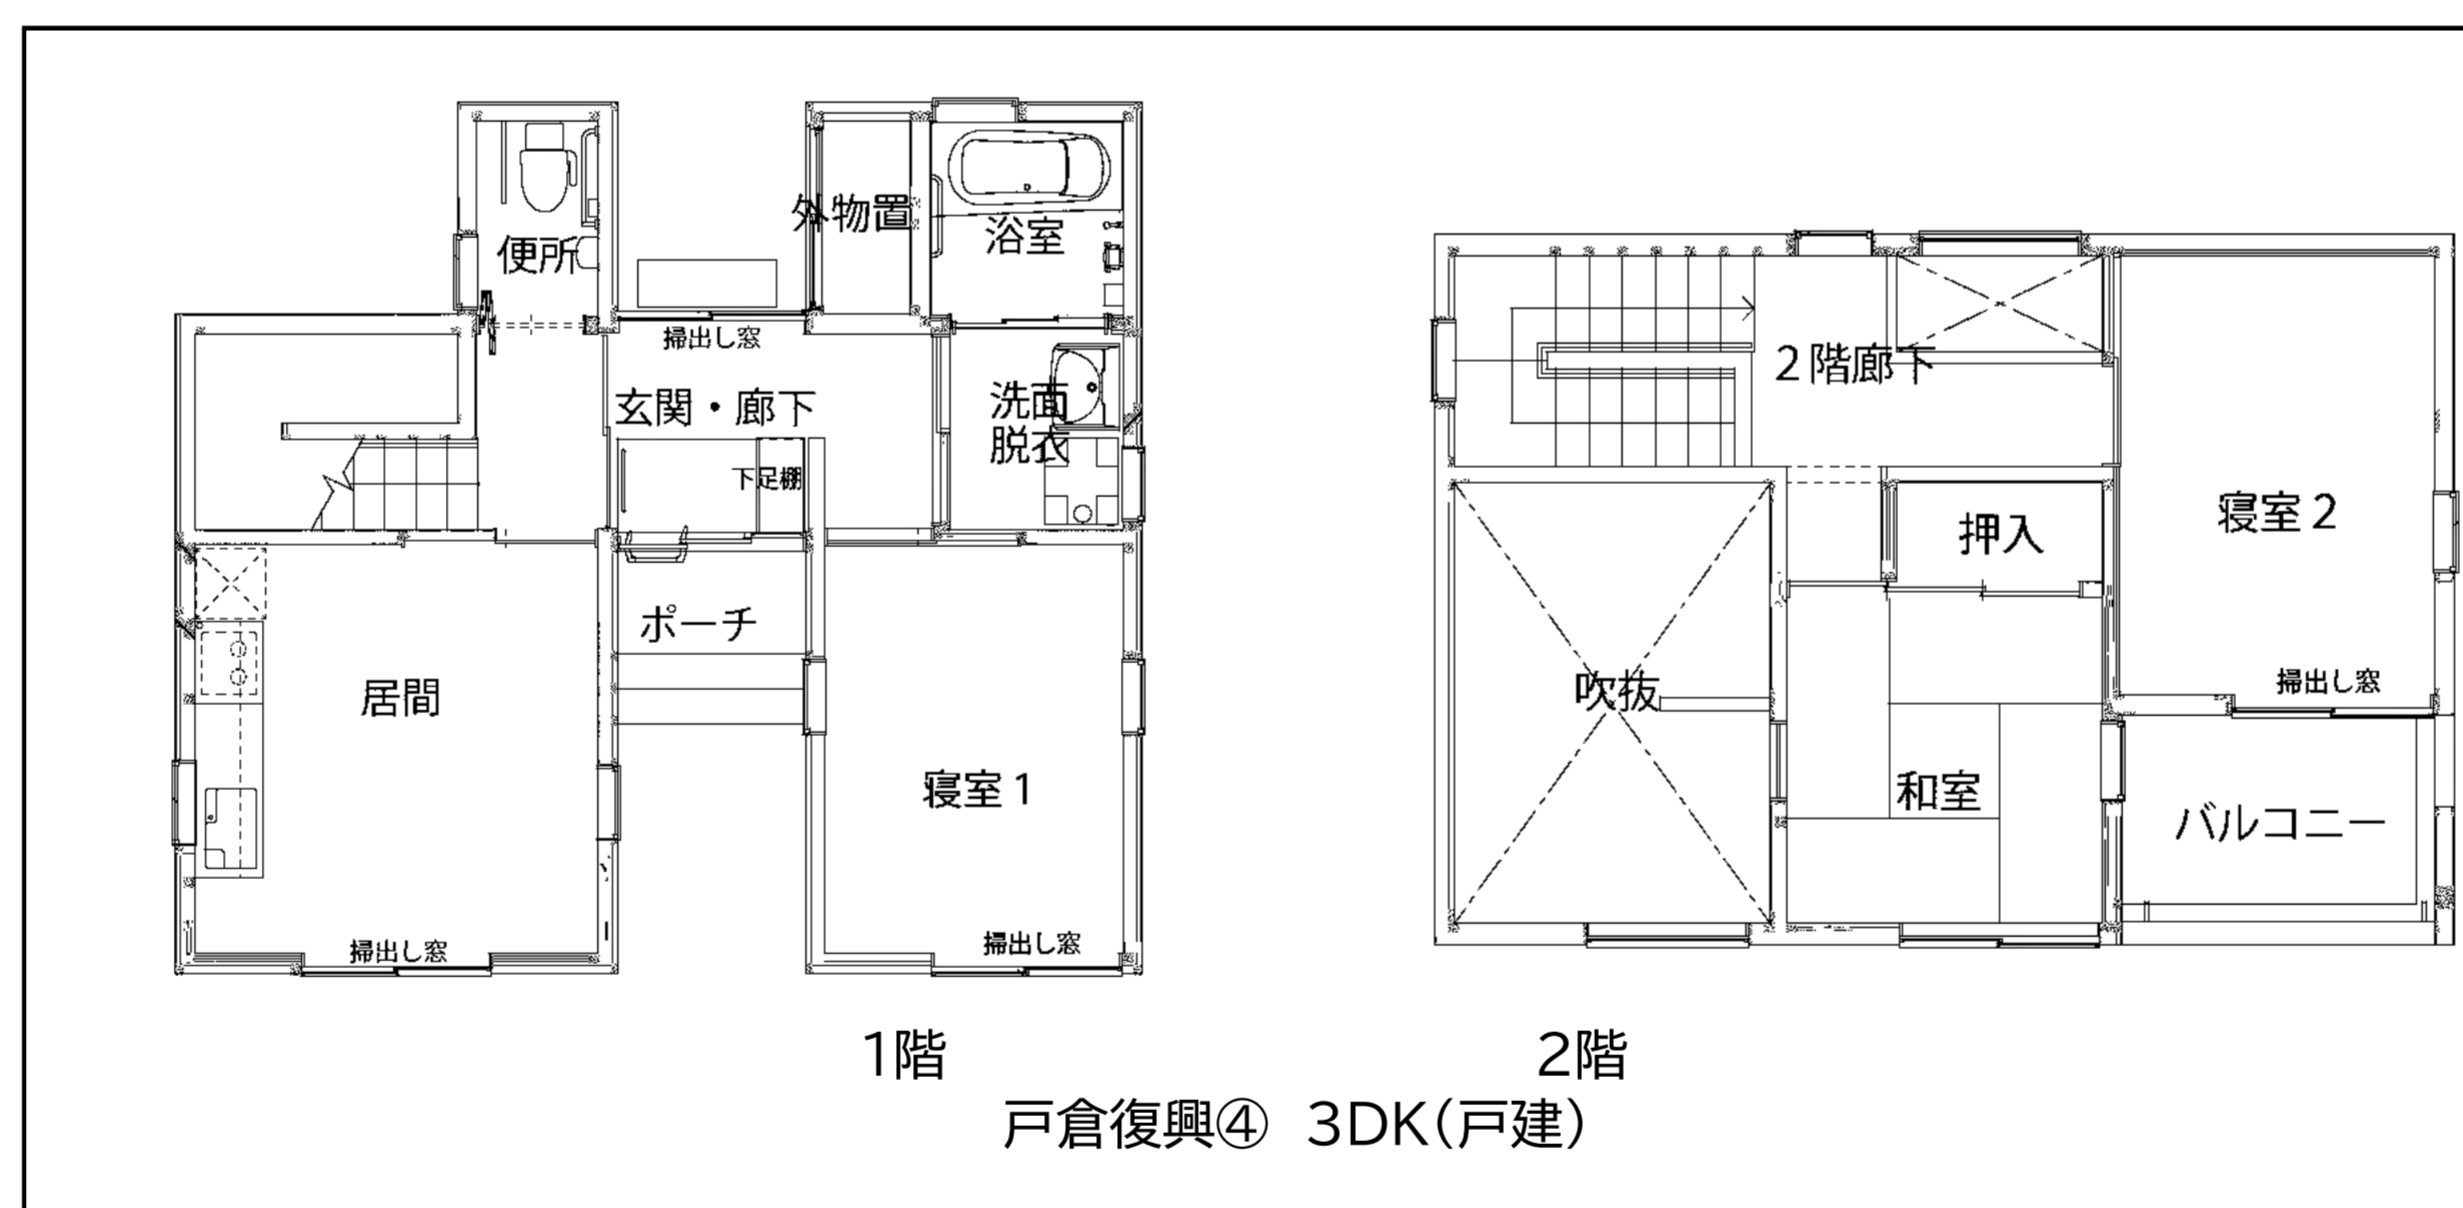 便所
外物置
浴室
掃出し窓
玄関・廊下
洗面
脱衣
下足棚
ポーチ
居間
寝室1
掃出し窓
掃出し窓
2階廊下
寝室2
押入
掃出し窓
吹抜
和室
バルコニー
1階
2階
戸倉復興④ 3DK(戸建)